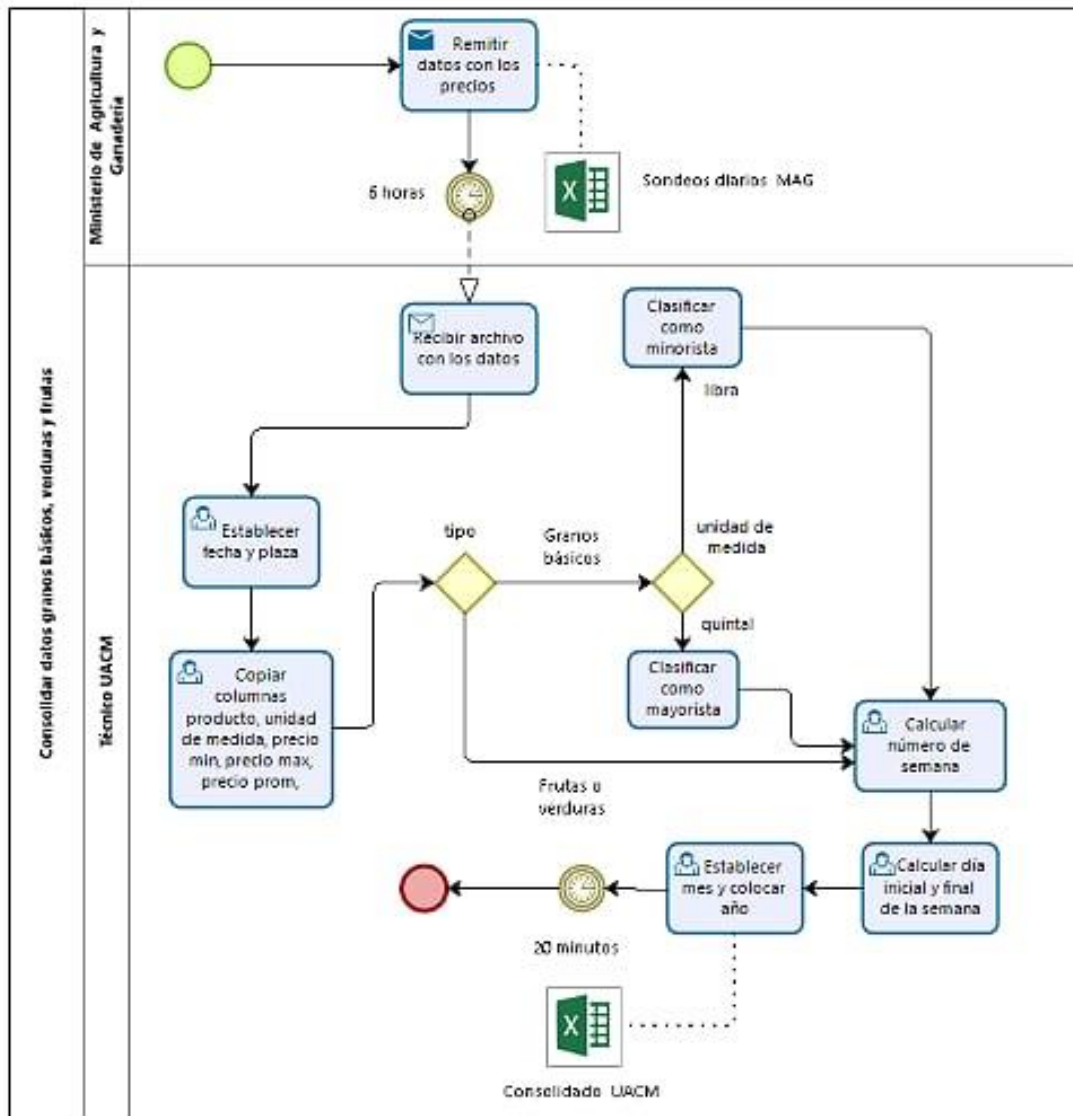 Consolidar datos granos básicos, verduras y frutas
Ministerio de Agricultura y
Ganadería
Remitir
datos con los
precios
6 horas
Sondeos diarios MAG
Técnico UACM
Recibir archivo
con los datos
Clasificar
como
minorista
libra
Establecer
fecha y plaza
tipo
Granos
básicos
unidad de
medida
quintal
Copiar
columnas
producto, unidad
de medida, precio
min, precio max,
precio prom,
Clasificar
como
mayorista
Calcular
número de
semana
Frutas o
verduras
Establecer
mes y colocar
año
Calcular día
inicial y final
de la semana
20 minutos
Consolidado UACM